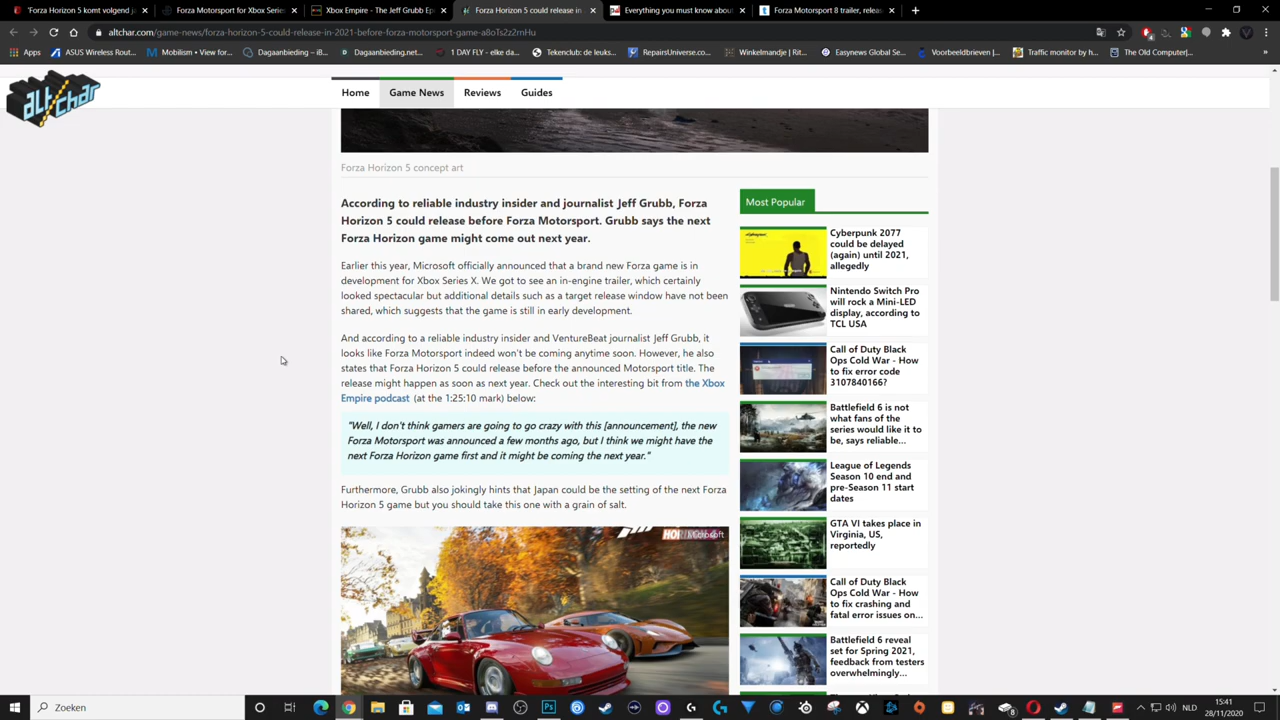 Forza Horizon 5 komt volgend j
Forza Motorsport for Xbox Series
Xbox Empire - The Jeff Grubb Ep
Forza Horizon 5 could release in
Everything you must know about
Forza Motorsport 8 trailer, releas
altchar.com/game-news/forza-horizon-5-could-release-in-2021-before-forza-motorsport-game-a8oTs2z2rnHu
Apps
ASUS Wireless Rout...
Mobilism • View for...
Dagaanbieding – iB...
Dagaanbieding.net...
1 DAY FLY - elke da...
Tekenclub: de leuks...
RepairsUniverse.co...
Winkelmandje | Rit...
Easynews Global Se...
Voorbeeldbrieven |...
Traffic monitor by h...
The Old Computer|...
alt char
Home
Game News
Reviews
Guides
Forza Horizon 5 concept art
According to reliable industry insider and journalist Jeff Grubb, Forza
Horizon 5 could release before Forza Motorsport. Grubb says the next
Forza Horizon game might come out next year.
Earlier this year, Microsoft officially announced that a brand new Forza game is in
development for Xbox Series X. We got to see an in-engine trailer, which certainly
looked spectacular but additional details such as a target release window have not been
shared, which suggests that the game is still in early development.
And according to a reliable industry insider and VentureBeat journalist Jeff Grubb, it
looks like Forza Motorsport indeed won't be coming anytime soon. However, he also
states that Forza Horizon 5 could release before the announced Motorsport title. The
release might happen as soon as next year. Check out the interesting bit from the Xbox
Empire podcast (at the 1:25:10 mark) below:
"Well, I don't think gamers are going to go crazy with this [announcement], the new
Forza Motorsport was announced a few months ago, but I think we might have the
next Forza Horizon game first and it might be coming the next year."
Furthermore, Grubb also jokingly hints that Japan could be the setting of the next Forza
Horizon 5 game but you should take this one with a grain of salt.
Microsoft
Most Popular
Cyberpunk 2077
could be delayed
(again) until 2021,
allegedly
Nintendo Switch Pro
will rock a Mini-LED
display, according to
TCL USA
Call of Duty Black
Ops Cold War - How
to fix error code
3107840166?
Battlefield 6 is not
what fans of the
series would like it to
be, says reliable...
League of Legends
Season 10 end and
pre-Season 11 start
dates
GTA VI takes place in
Virginia, US,
reportedly
Call of Duty Black
Ops Cold War - How
to fix crashing and
fatal error issues on...
Battlefield 6 reveal
set for Spring 2021,
feedback from testers
overwhelmingly...
Zoeken
NLD
15:41
28/11/2020